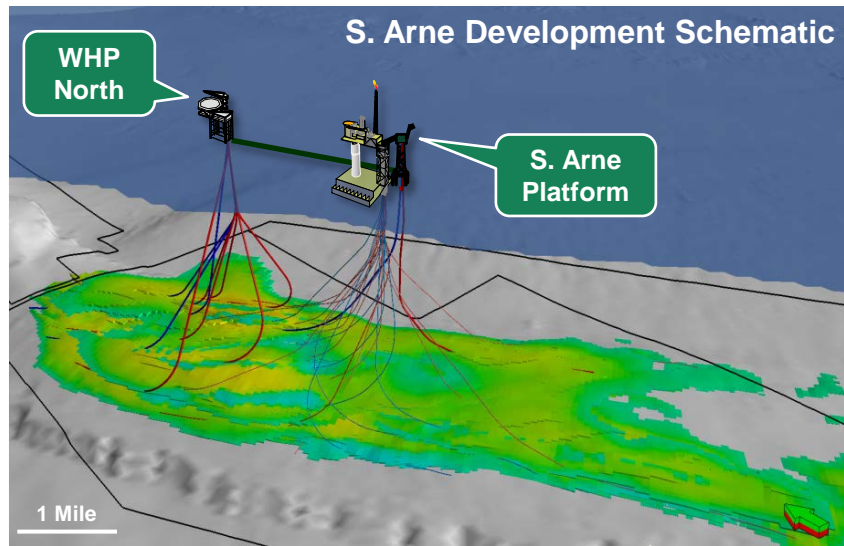 S. Arne Development Schematic
WHP
North
S. Arne
Platform
1 Mile